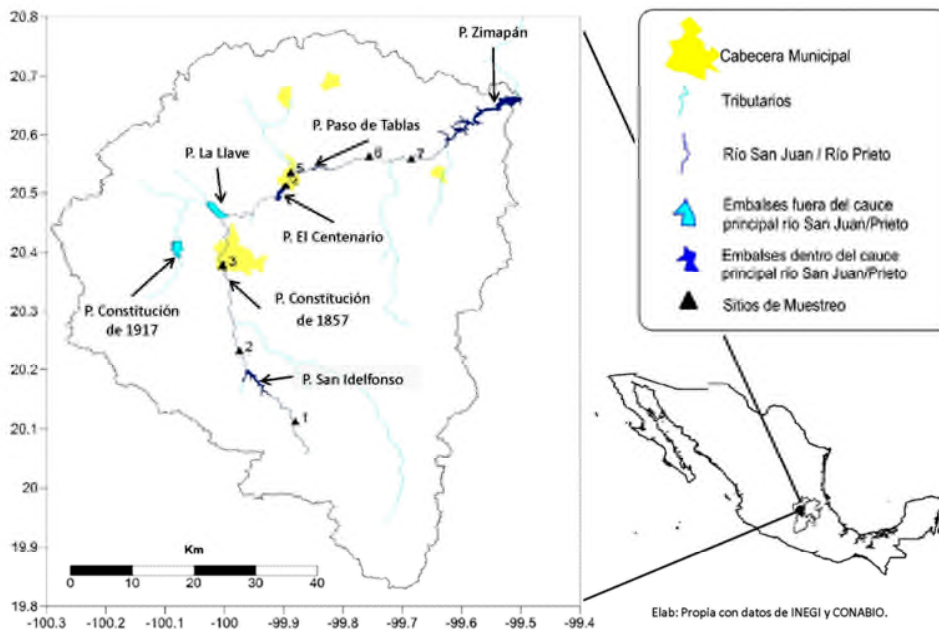 20.8
20.7
20.6
20.5
20.4
20.3
20.2
20.1
20
19.9
19.8
-100.3 -100.2 -100.1 -100 -99.9 -99.8 -99.7 -99.6 -99.5 -99.4
P. Zimapán
P. Paso de Tablas
6
7
5
P. La Llave
P. El Centenario
3
P. Constitución
de 1917
P. Constitución
de 1857
2
P. San Idelfonso
1
Km
0 10 20 30 40
Cabecera Municipal
Tributarios
Río San Juan / Río Prieto
Embalses fuera del cauce
principal río San Juan/Prieto
Embalses dentro del cauce
principal río San Juan/Prieto
Sitios de Muestreo
Elab: Propia con datos de INEGI y CONABIO.